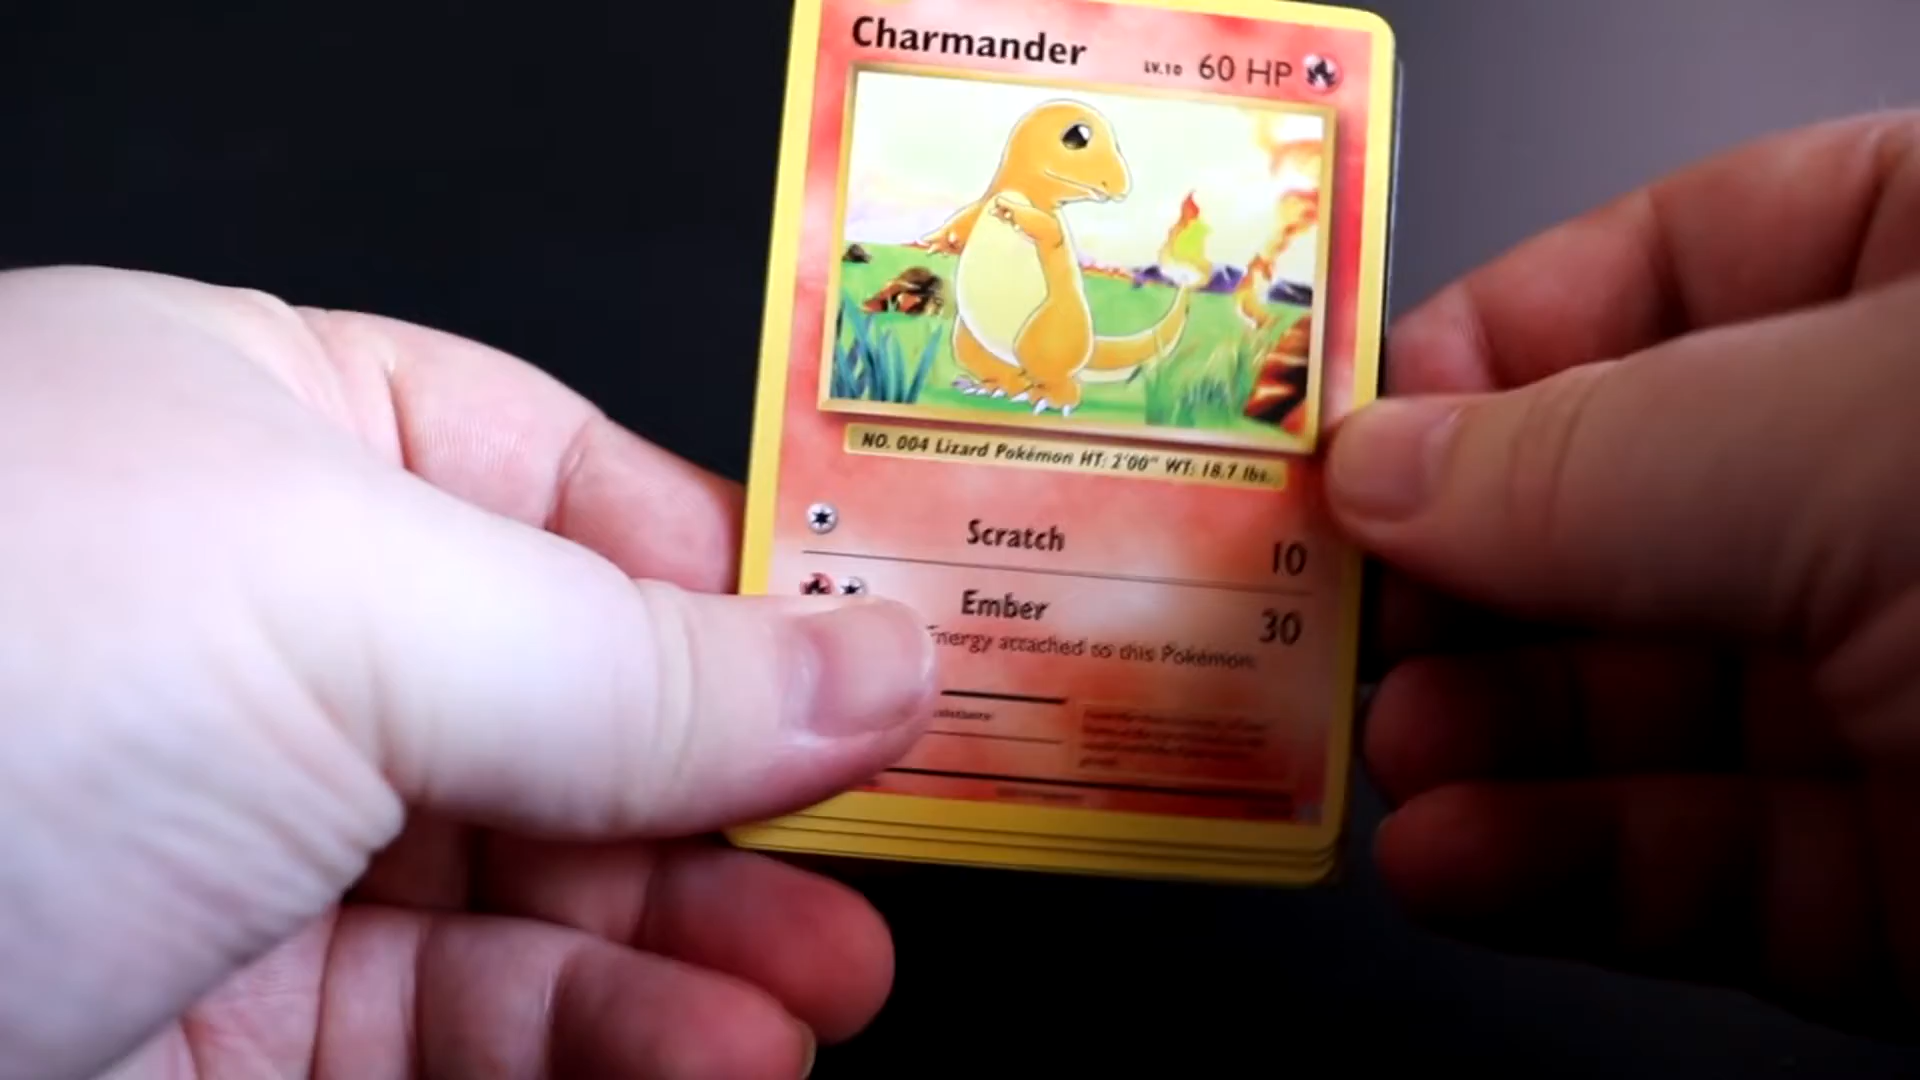 Charmander LV.10 60 HP
NO. 004 Lizard Pokémon HT: 2'00" WT: 18.7 lbs.
Scratch 10
Ember 30
Energy attached to this Pokémon.